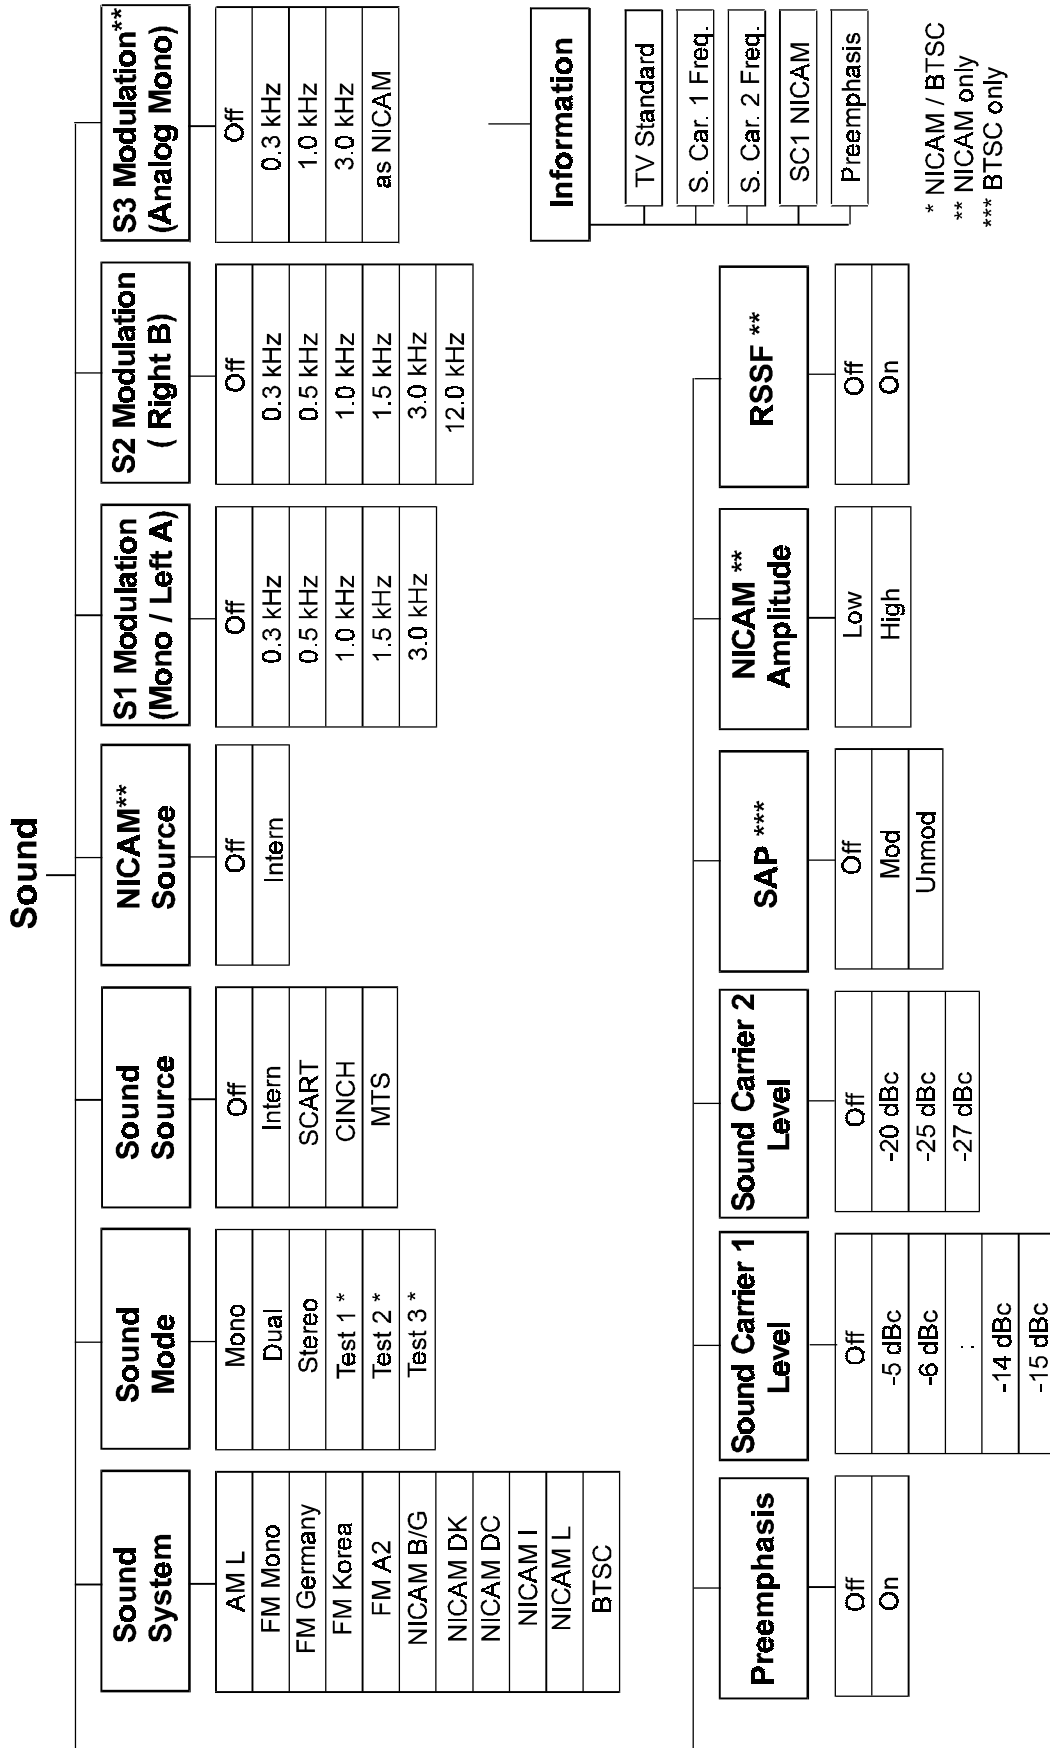 Sound
Sound
System
AM L
FM Mono
FM Germany
FM Korea
FM A2
NICAM B/G
NICAM DK
NICAM DC
NICAM I
NICAM L
BTSC
Sound
Mode
Mono
Dual
Stereo
Test 1 *
Test 2 *
Test 3 *
Sound
Source
Off
Intern
SCART
CINCH
MTS
NICAM**
Source
Off
Intern
S1 Modulation
(Mono / Left A)
Off
0.3 kHz
0.5 kHz
1.0 kHz
1.5 kHz
3.0 kHz
S2 Modulation
( Right B)
Off
0.3 kHz
0.5 kHz
1.0 kHz
1.5 kHz
3.0 kHz
12.0 kHz
S3 Modulation**
(Analog Mono)
Off
0.3 kHz
1.0 kHz
3.0 kHz
as NICAM
Preemphasis
Off
On
Sound Carrier 1
Level
Off
-5 dBc
-6 dBc
:
-14 dBc
-15 dBc
Sound Carrier 2
Level
Off
-20 dBc
-25 dBc
-27 dBc
SAP ***
Off
Mod
Unmod
NICAM **
Amplitude
Low
High
RSSF **
Off
On
Information
TV Standard
S. Car. 1 Freq.
S. Car. 2 Freq.
SC1 NICAM
Preemphasis
* NICAM / BTSC
** NICAM only
*** BTSC only